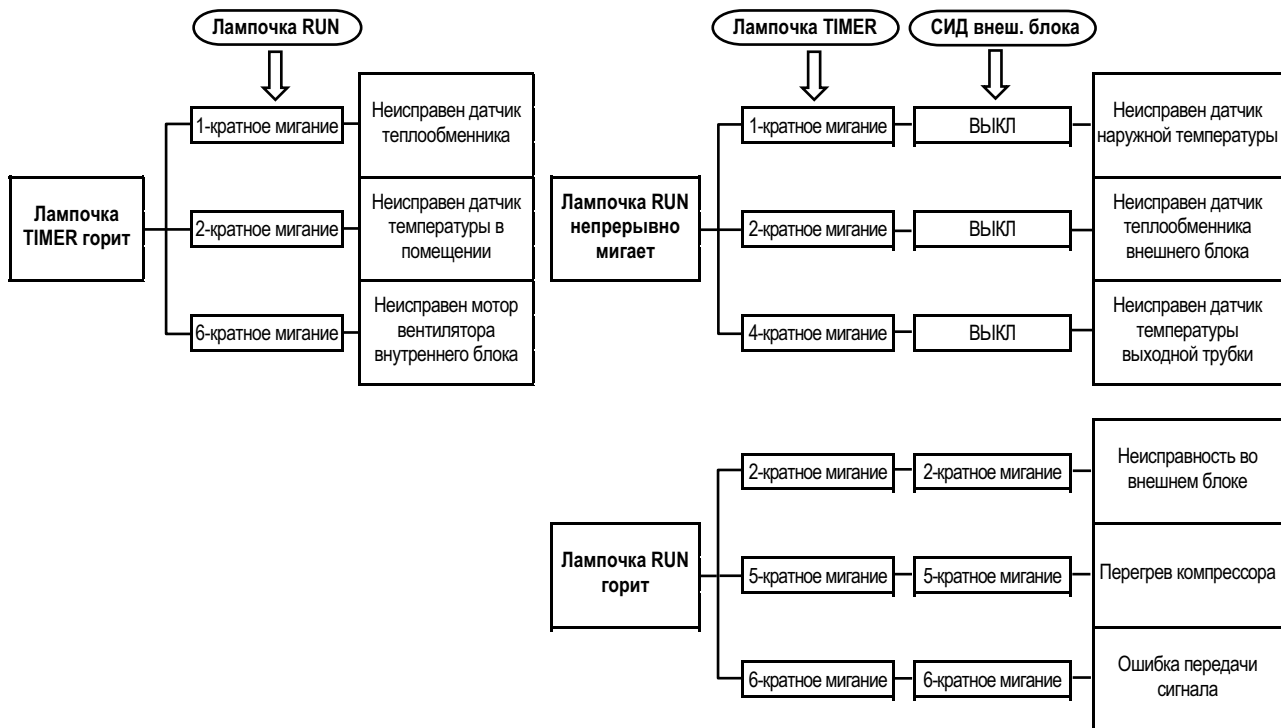 Лампочка RUN
1-кратное мигание
Неисправен датчик
теплообменника
Лампочка
TIMER горит
2-кратное мигание
Неисправен датчик
температуры в
помещении
6-кратное мигание
Неисправен мотор
вентилятора
внутреннего блока
Лампочка TIMER
СИД внеш. блока
1-кратное мигание
ВЫКЛ
Неисправен датчик
наружной температуры
Лампочка RUN
непрерывно
мигает
2-кратное мигание
ВЫКЛ
Неисправен датчик
теплообменника
внешнего блока
4-кратное мигание
ВЫКЛ
Неисправен датчик
температуры
выходной трубки
2-кратное мигание
2-кратное мигание
Неисправность во
внешнем блоке
Лампочка RUN
горит
5-кратное мигание
5-кратное мигание
Перегрев компрессора
6-кратное мигание
6-кратное мигание
Ошибка передачи
сигнала